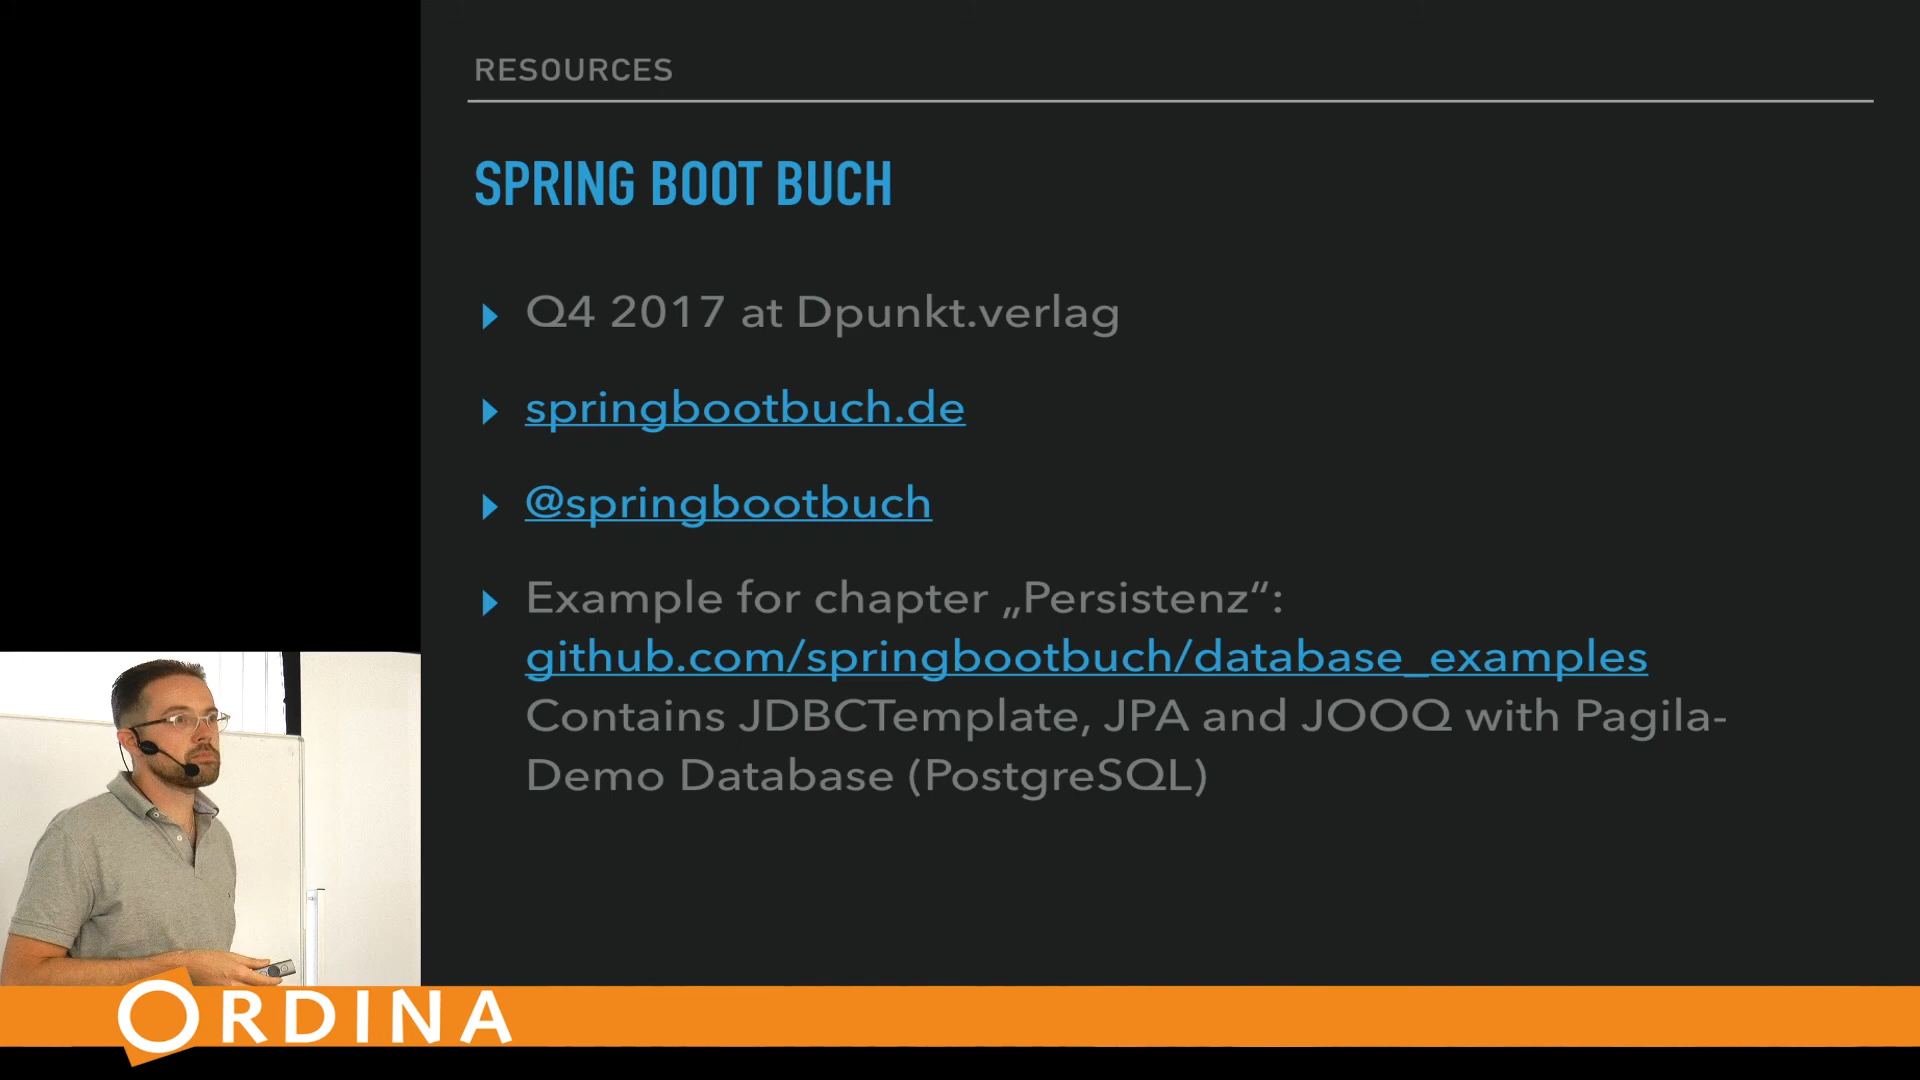 RESOURCES
SPRING BOOT BUCH
Q4 2017 at Dpunkt.verlag
springbootbuch.de
@springbootbuch
Example for chapter „Persistenz“:
github.com/springbootbuch/database_examples
Contains JDBCTemplate, JPA and JOOQ with Pagila-
Demo Database (PostgreSQL)
ORDINA